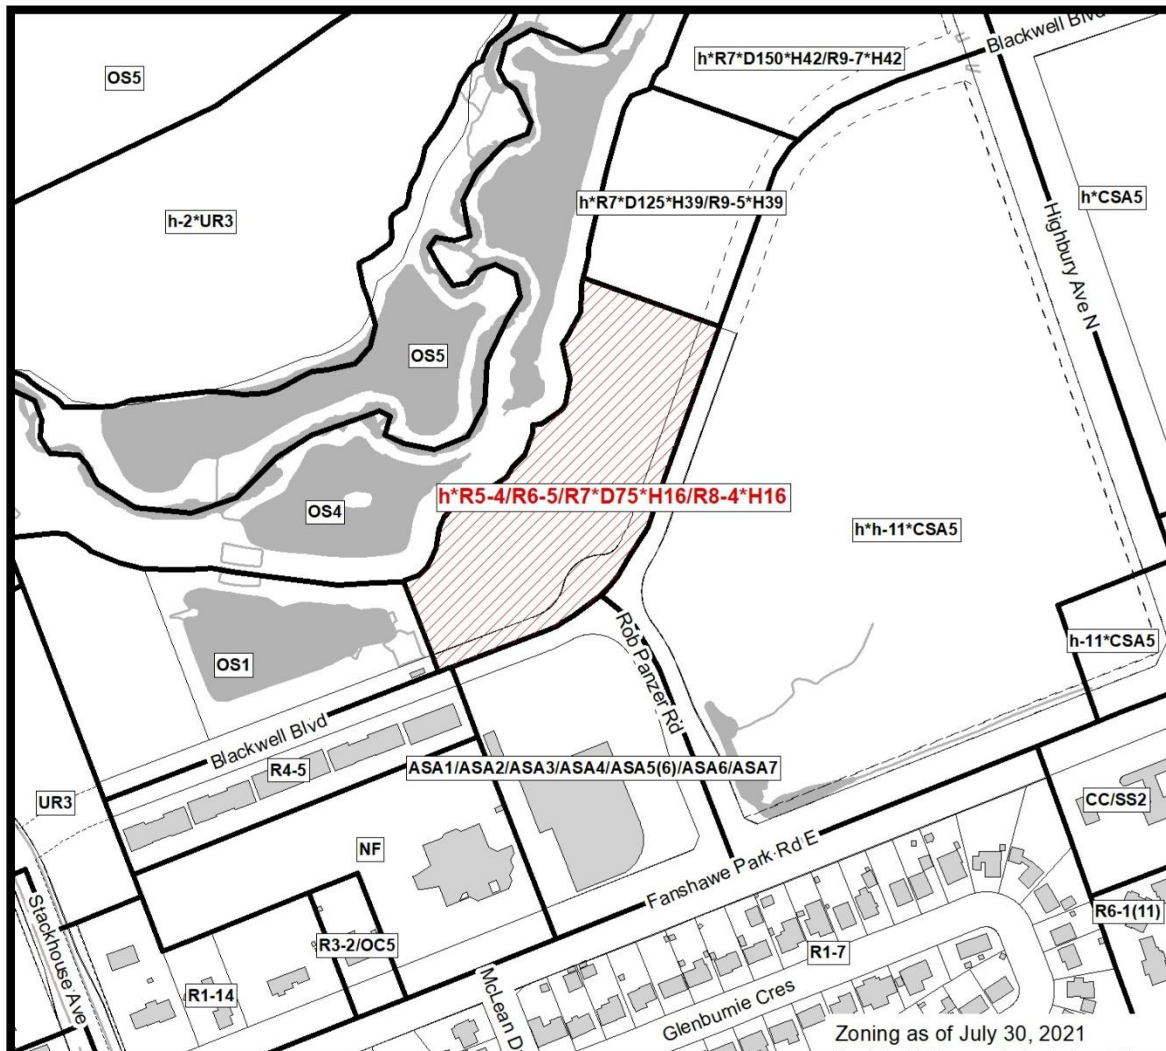 Blackwell Blvd
OS5
h*R7*D150*H42/R9-7*H42
h-2*UR3
h*R7*D125*H39/R9-5*H39
h*CSA5
Highbury Ave N
OS5
h*R5-4/R6-5/R7*D75*H16/R8-4*H16
OS4
h*h-11*CSA5
h-11*CSA5
OS1
Rob Panzer Rd
Blackwell Blvd
R4-5
ASA1/ASA2/ASA3/ASA4/ASA5(6)/ASA6/ASA7
UR3
CC/SS2
NF
Fanshawe Park Rd E
Stackhouse Ave
R3-2/OC5
R6-1(11)
R1-7
R1-14
McLean D
Glenburnie Cres
Zoning as of July 30, 2021